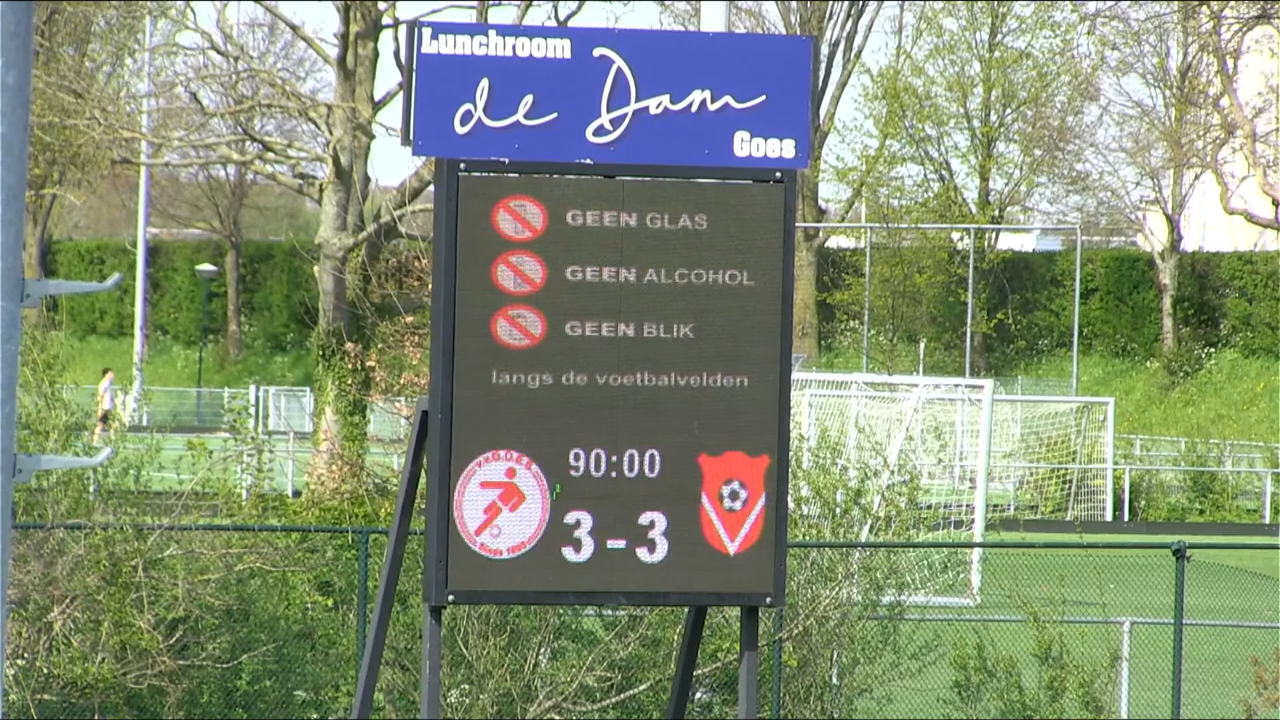 Lunchroom
de Dam
Goes
GEEN GLAS
GEEN ALCOHOL
GEEN BLIK
langs de voetbalvelden
90:00
3 - 3